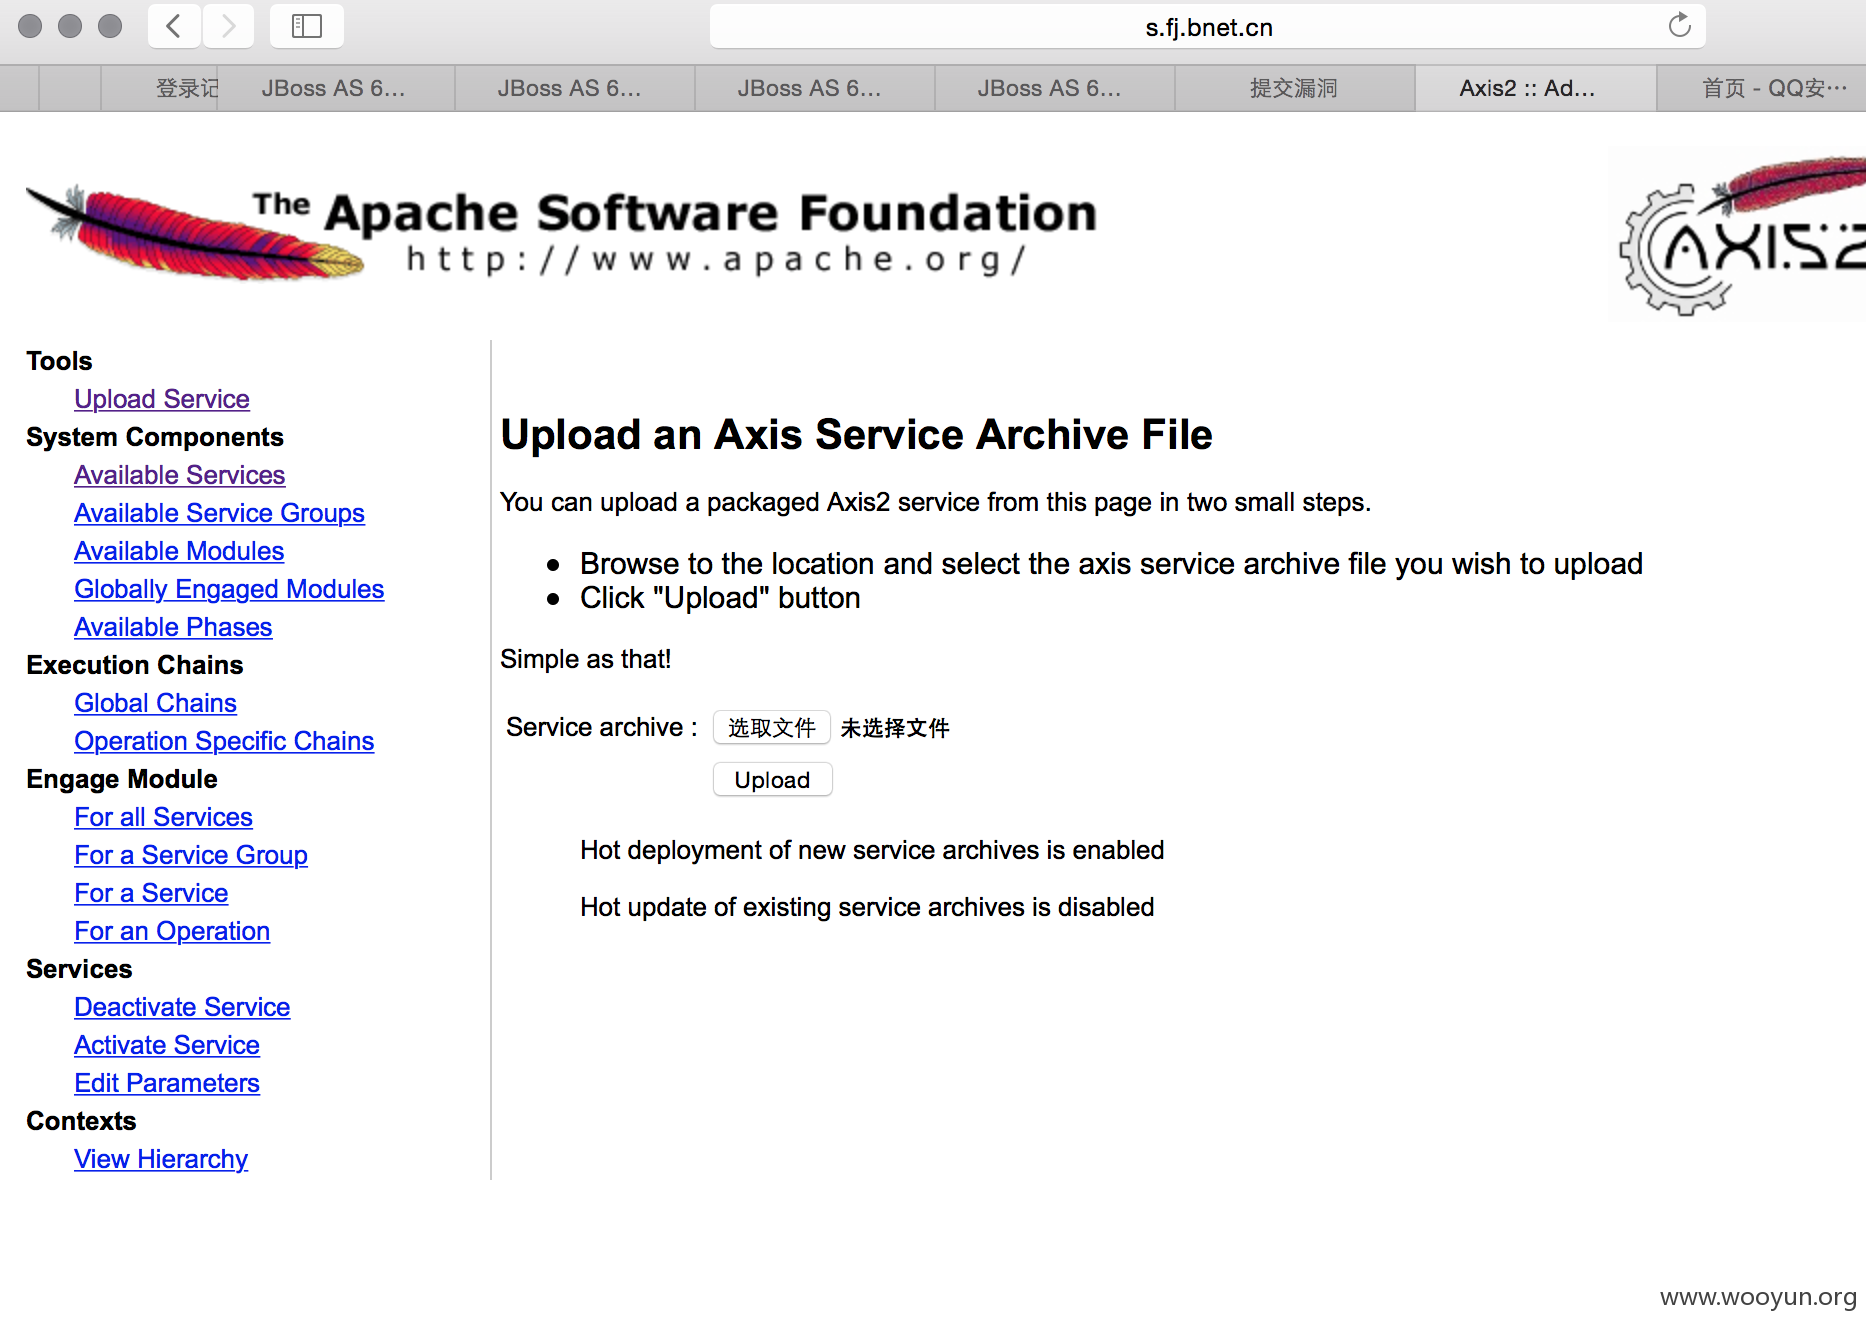 s.fj.bnet.cn
登录记
JBoss AS 6...
JBoss AS 6...
JBoss AS 6...
JBoss AS 6...
提交漏洞
Axis2 :: Ad...
首页 - QQ安…
The Apache Software Foundation
http://www.apache.org/
AXIS2
Tools
Upload Service
System Components
Available Services
Available Service Groups
Available Modules
Globally Engaged Modules
Available Phases
Execution Chains
Global Chains
Operation Specific Chains
Engage Module
For all Services
For a Service Group
For a Service
For an Operation
Services
Deactivate Service
Activate Service
Edit Parameters
Contexts
View Hierarchy
Upload an Axis Service Archive File
You can upload a packaged Axis2 service from this page in two small steps.
Browse to the location and select the axis service archive file you wish to upload
Click "Upload" button
Simple as that!
Service archive : 选取文件 未选择文件
Upload
Hot deployment of new service archives is enabled
Hot update of existing service archives is disabled
www.wooyun.org